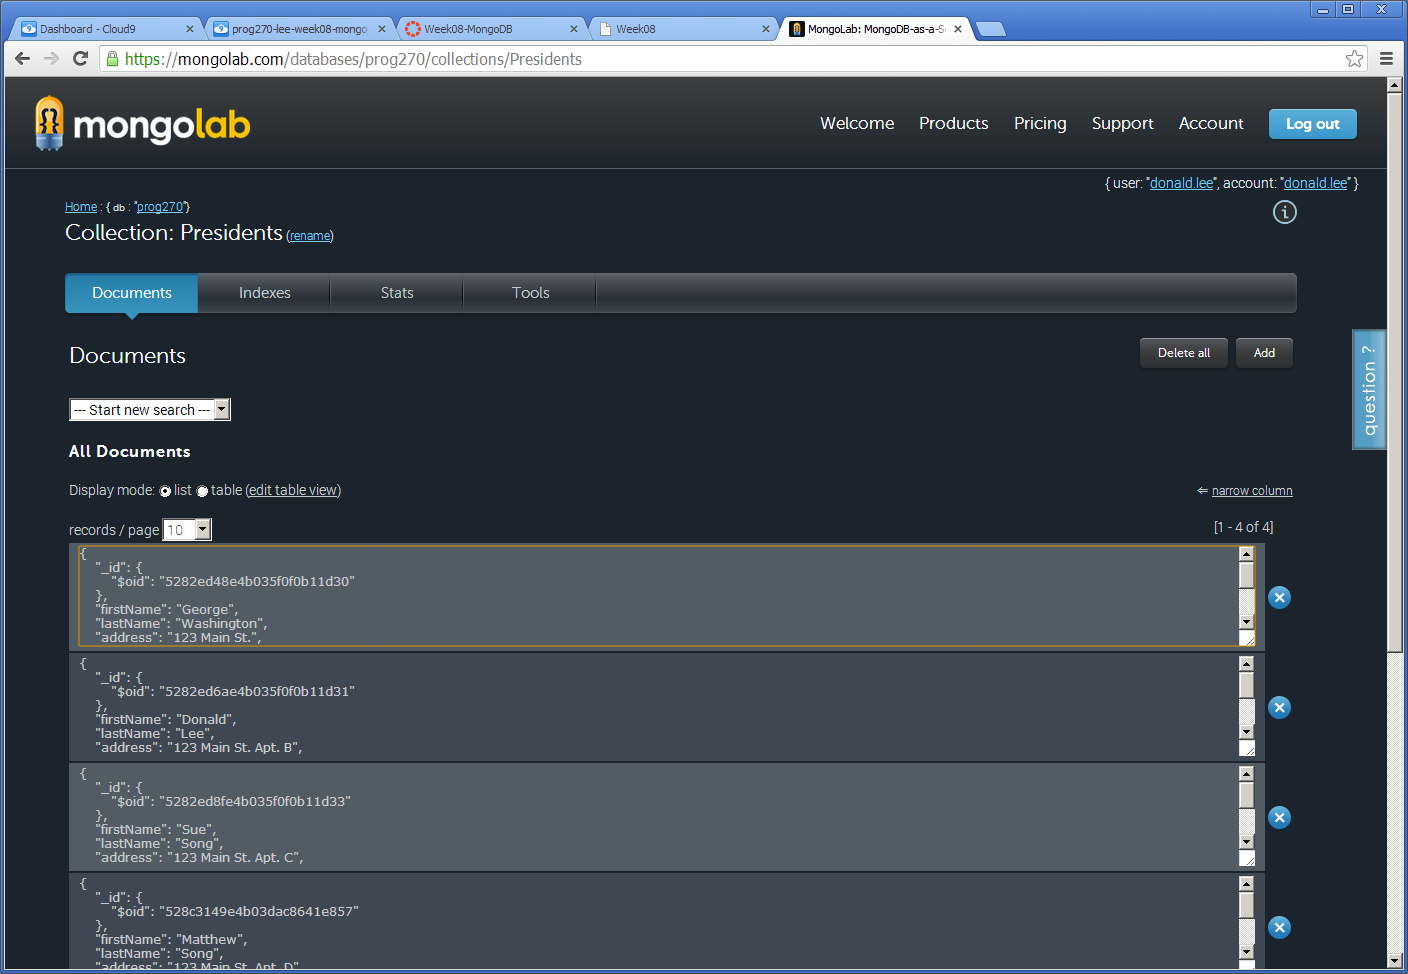 Dashboard - Cloud9
prog270-lee-week08-mongo
Week08-MongoDB
Week08
MongoLab: MongoDB-as-a-S
https://mongolab.com/databases/prog270/collections/Presidents
mongolab
Welcome
Products
Pricing
Support
Account
Log out
{ user: "donald.lee", account: "donald.lee" }
Home : { db : "prog270"}
Collection: Presidents (rename)
Documents
Indexes
Stats
Tools
Documents
Delete all
Add
question ?
--- Start new search ---
All Documents
Display mode: list table (edit table view)
⇐ narrow column
records / page 10
[1 - 4 of 4]
{
"_id": {
"$oid": "5282ed48e4b035f0f0b11d30"
},
"firstName": "George",
"lastName": "Washington",
"address": "123 Main St.",
{
"_id": {
"$oid": "5282ed6ae4b035f0f0b11d31"
},
"firstName": "Donald",
"lastName": "Lee",
"address": "123 Main St. Apt. B",
{
"_id": {
"$oid": "5282ed8fe4b035f0f0b11d33"
},
"firstName": "Sue",
"lastName": "Song",
"address": "123 Main St. Apt. C",
{
"_id": {
"$oid": "528c3149e4b03dac8641e857"
},
"firstName": "Matthew",
"lastName": "Song",
"address": "123 Main St. Apt. D"